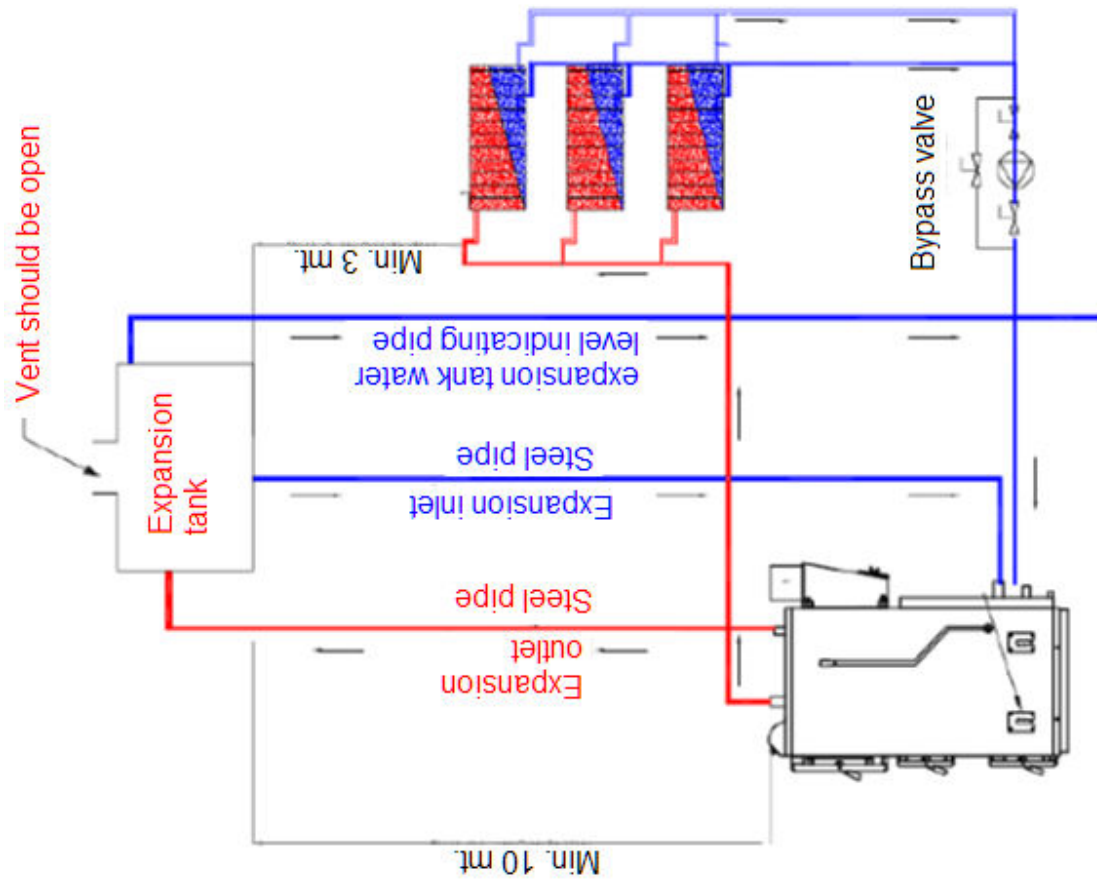 Vent should be open
Expansion
tank
Min. 3 mt.
Bypass valve
expansion tank water
level indicating pipe
Expansion inlet
Steel pipe
Expansion
outlet
Steel pipe
Min. 10 mt.